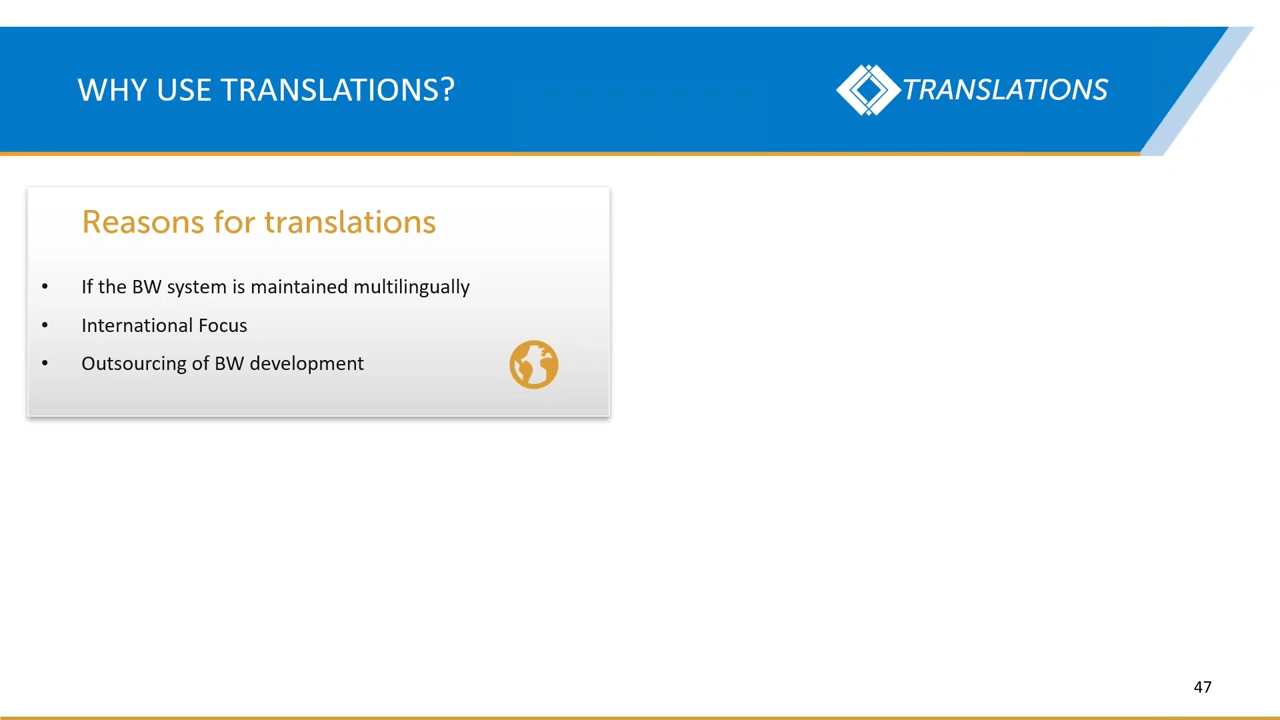 WHY USE TRANSLATIONS?
TRANSLATIONS
Reasons for translations
• If the BW system is maintained multilingually
• International Focus
• Outsourcing of BW development
47